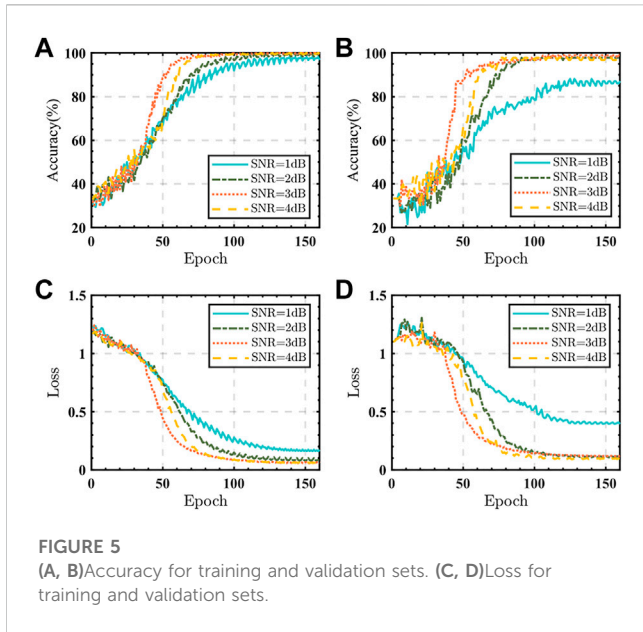 A
100
80
60
40
20
Accuracy(%)
0 50 100 150
Epoch
SNR=1dB
SNR=2dB
SNR=3dB
SNR=4dB
B
100
80
60
40
20
Accuracy(%)
0 50 100 150
Epoch
SNR=1dB
SNR=2dB
SNR=3dB
SNR=4dB
C
1.5
1
0.5
0
Loss
0 50 100 150
Epoch
SNR=1dB
SNR=2dB
SNR=3dB
SNR=4dB
D
1.5
1
0.5
0
Loss
0 50 100 150
Epoch
SNR=1dB
SNR=2dB
SNR=3dB
SNR=4dB
FIGURE 5
(A, B)Accuracy for training and validation sets. (C, D)Loss for
training and validation sets.